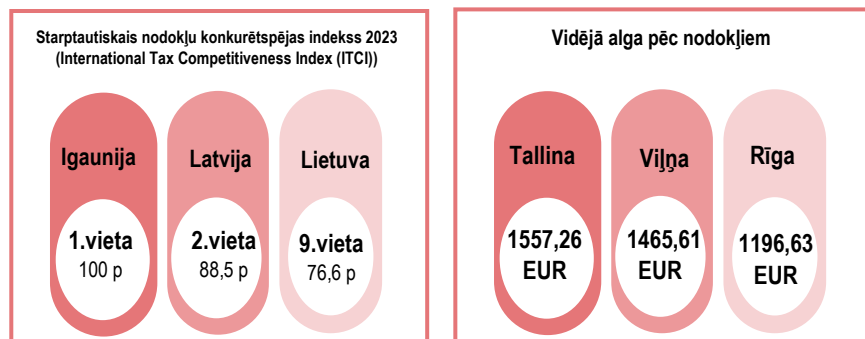 Starptautiskais nodokļu konkurētspējas indekss 2023
(International Tax Competitiveness Index (ITCI))
Igaunija
1.vieta
100 p
Latvija
2.vieta
88,5 p
Lietuva
9.vieta
76,6 p
Vidējā alga pēc nodokļiem
Tallina
1557,26
EUR
Viļņa
1465,61
EUR
Rīga
1196,63
EUR